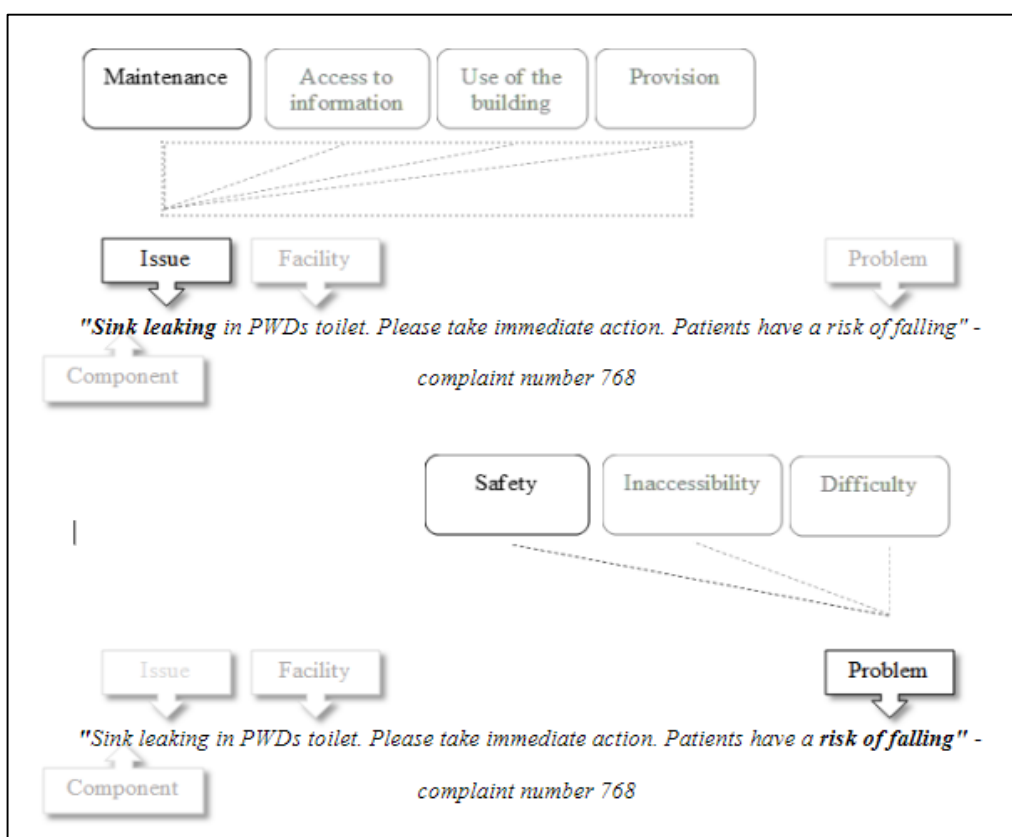 Maintenance
Access to
information
Use of the
building
Provision
Issue
Facility
Problem
"Sink leaking in PWDs toilet. Please take immediate action. Patients have a risk of falling" -
Component
complaint number 768
Safety
Inaccessibility
Difficulty
Issue
Facility
Problem
"Sink leaking in PWDs toilet. Please take immediate action. Patients have a risk of falling" -
Component
complaint number 768